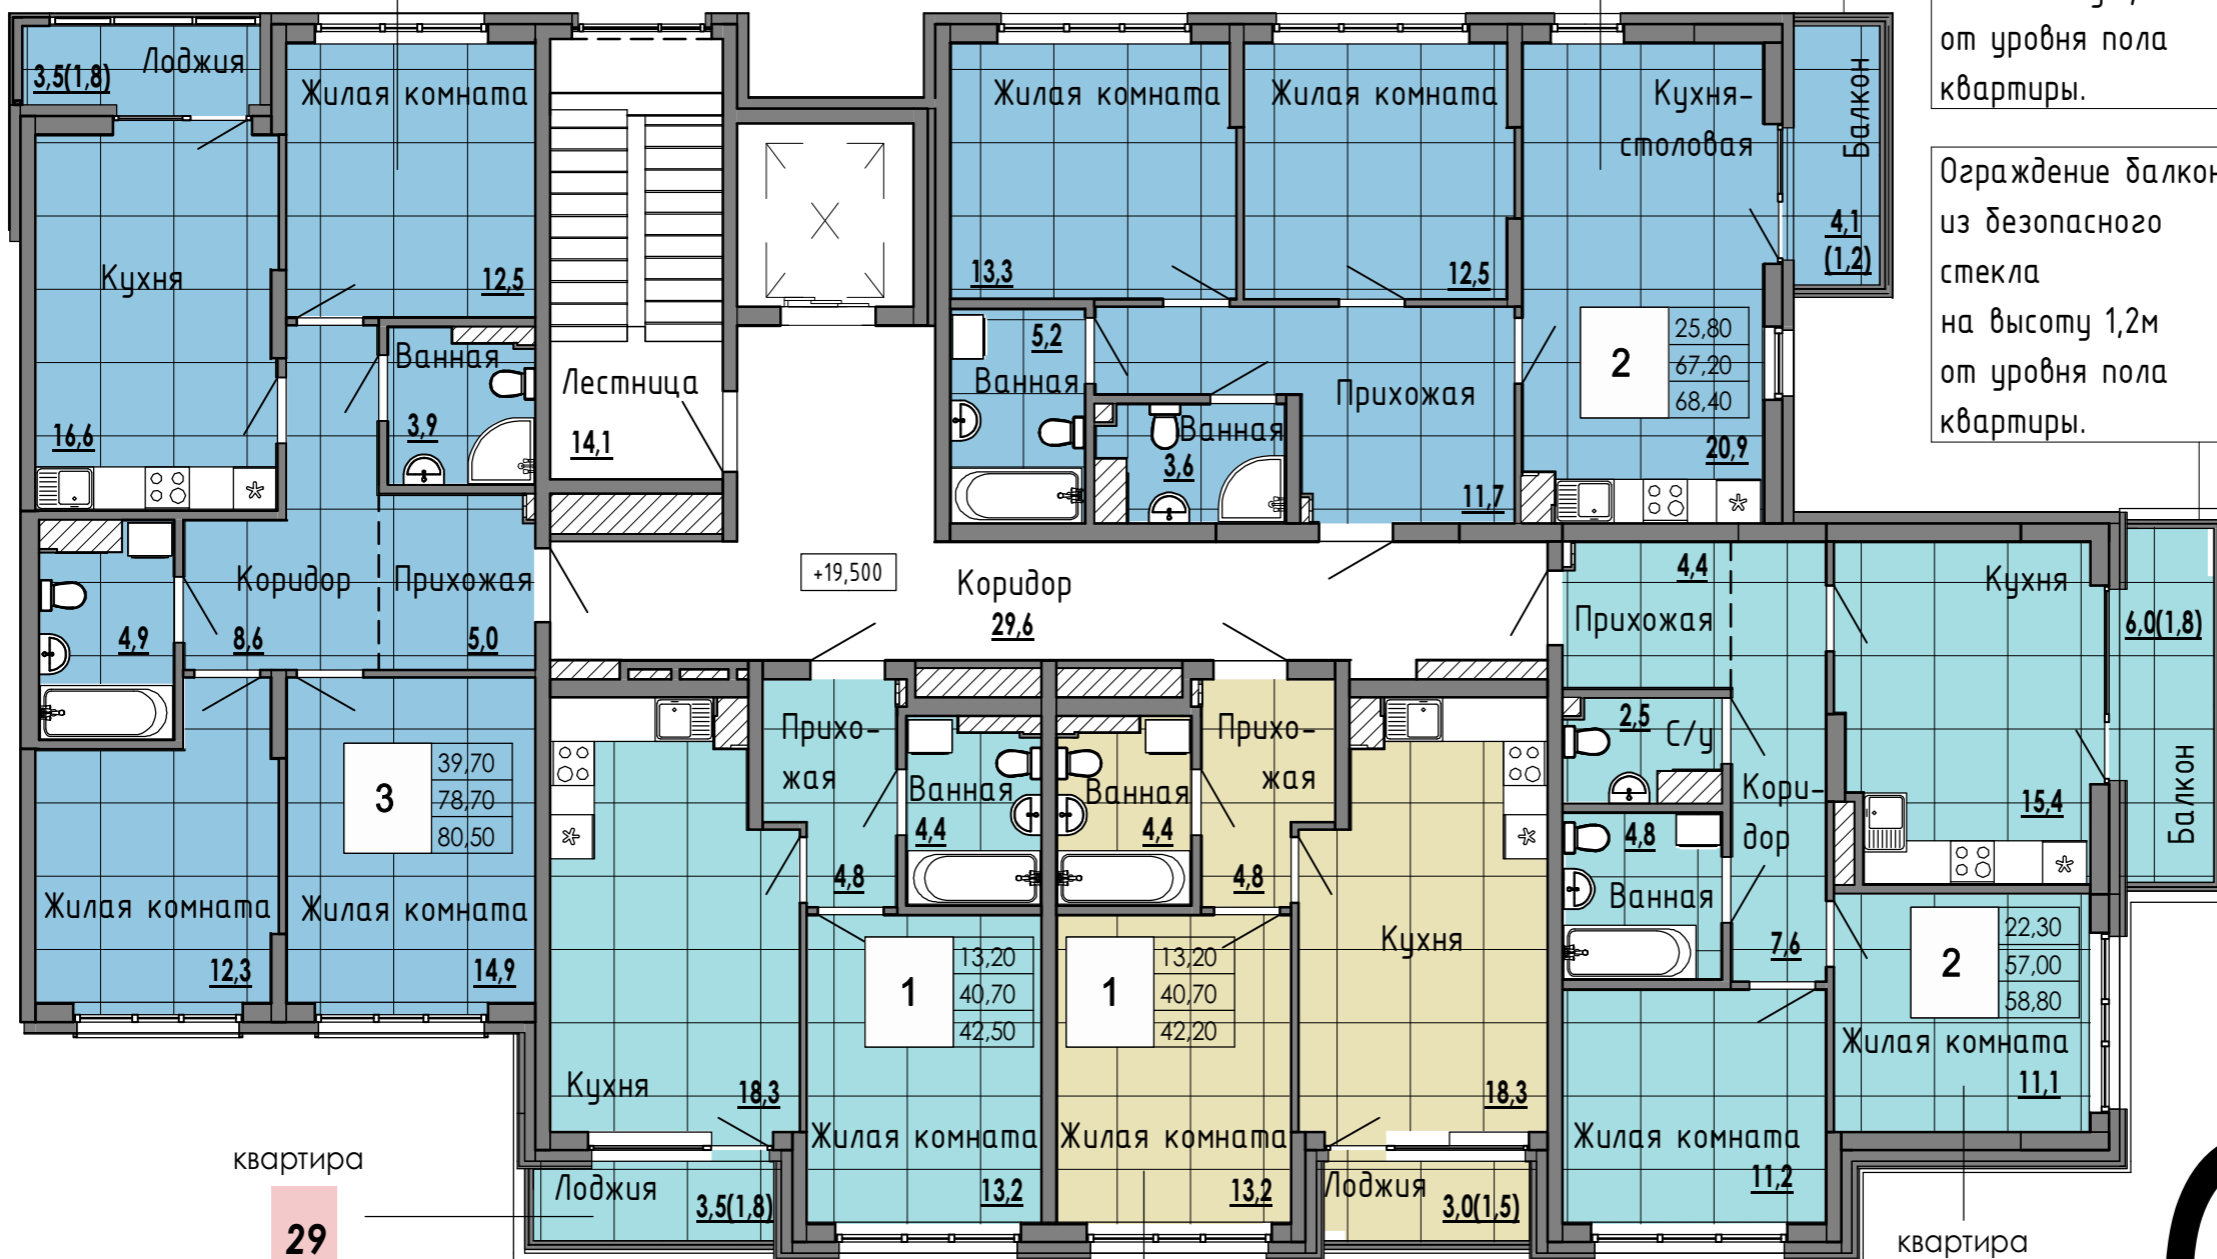 от уровня пола
квартиры.
Ограждение балкон
из безопасного
стекла
на высоту 1,2м
от уровня пола
квартиры.
Лоджия
3,5(1,8)
Жилая комната
12,5
Кухня
16,6
Ванная
3,9
Лестница
14,1
Жилая комната
13,3
Жилая комната
12,5
Кухня-
столовая
20,9
Балкон
4,1
(1,2)
2
25,80
67,20
68,40
5,2
Ванная
Ванная
3,6
Прихожая
11,7
4,9
Коридор
8,6
Прихожая
5,0
+19,500
Коридор
29,6
4,4
Прихожая
Кухня
15,4
6,0(1,8)
Балкон
3
39,70
78,70
80,50
Жилая комната
12,3
Жилая комната
14,9
Прихо-
жая
4,8
Ванная
4,4
Ванная
4,4
Прихо-
жая
4,8
2,5
С/у
Кори-
дор
7,6
4,8
Ванная
Кухня
18,3
1
13,20
40,70
42,50
1
13,20
40,70
42,20
Кухня
18,3
2
22,30
57,00
58,80
Жилая комната
11,1
Жилая комната
13,2
Жилая комната
13,2
Жилая комната
11,2
Лоджия
3,5(1,8)
Лоджия
3,0(1,5)
квартира
29
квартира